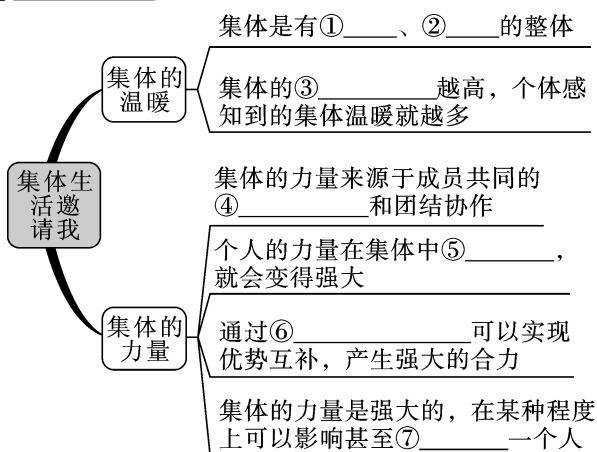 集体是有①____、②____的整体
集体的
温暖
集体的③________越高，个体感
知到的集体温暖就越多
集体生
活邀
请我
集体的力量来源于成员共同的
④__________和团结协作
个人的力量在集体中⑤_______，
就会变得强大
集体的
力量
通过⑥______________可以实现
优势互补，产生强大的合力
集体的力量是强大的，在某种程度
上可以影响甚至⑦_______一个人